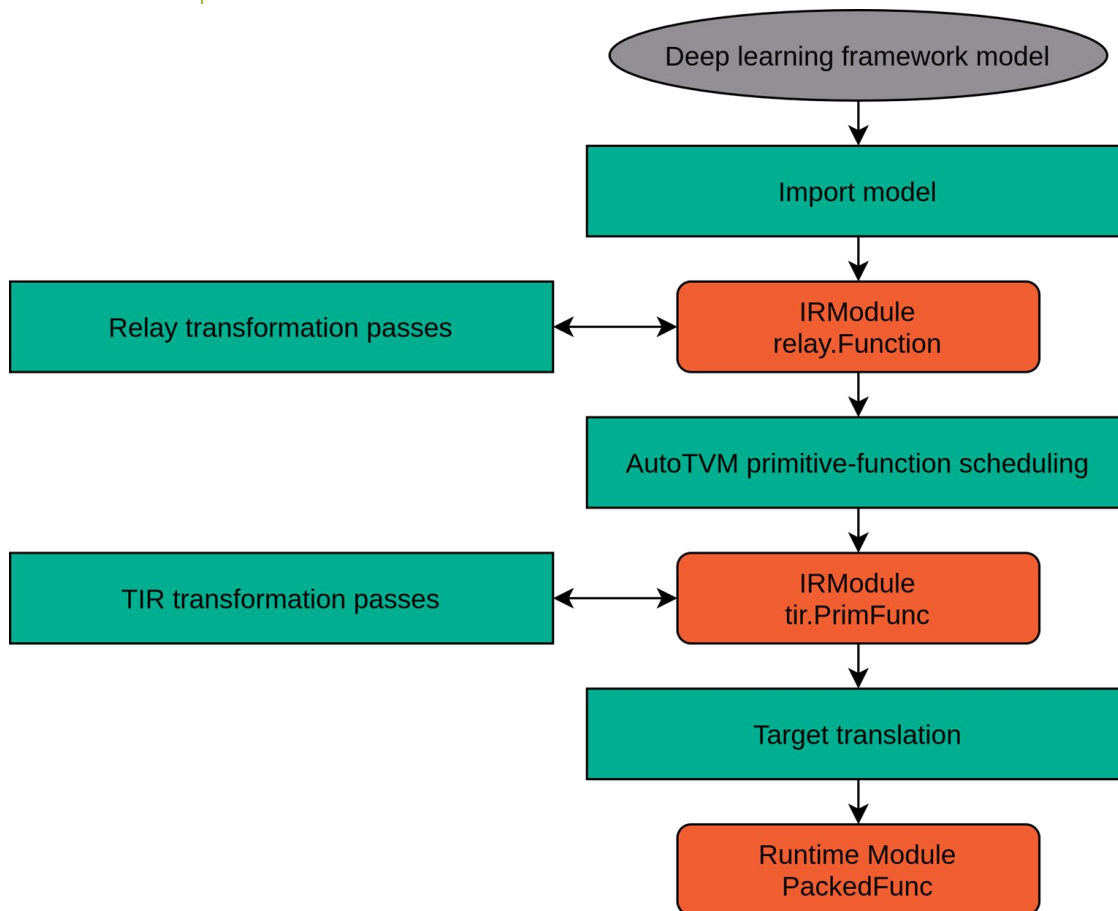 Deep learning framework model
Import model
Relay transformation passes
IRModule
relay.Function
AutoTVM primitive-function scheduling
TIR transformation passes
IRModule
tir.PrimFunc
Target translation
Runtime Module
PackedFunc